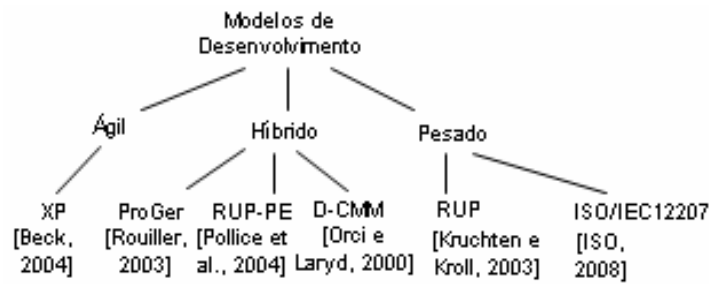 Modelos de
Desenvolvimento
Ágil
Híbrido
Pesado
XP
[Beck,
2004]
ProGer
[Rouiller,
2003]
RUP-PE
[Pollice et
al., 2004]
D-CMM
[Orci e
Laryd, 2000]
RUP
[Kruchten e
Kroll, 2003]
ISO/IEC12207
[ISO,
2008]